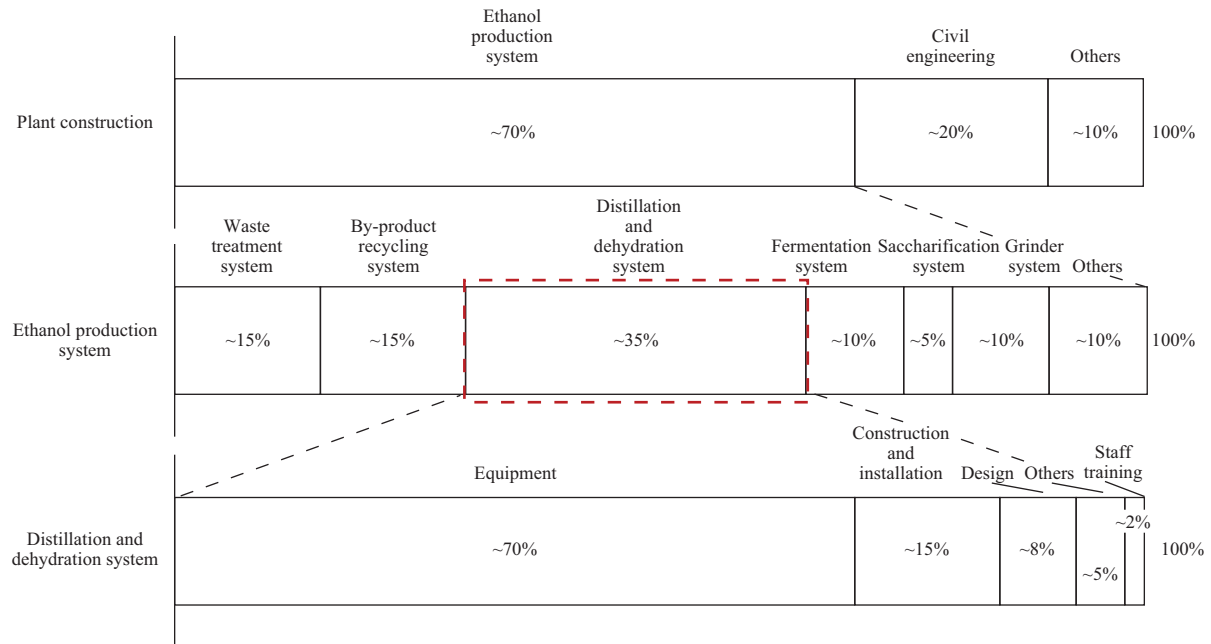 Ethanol
production
system
Civil
engineering
Others
Plant construction
~70%
~20%
~10%
100%
Waste
treatment
system
By-product
recycling
system
Distillation
and
dehydration
system
Fermentation
system
Saccharification
system
Grinder
system
Others
Ethanol production
system
~15%
~15%
~35%
~10%
~5%
~10%
~10%
100%
Equipment
Construction
and
installation
Design
Others
Staff
training
Distillation and
dehydration system
~70%
~15%
~8%
~5%
~2%
100%